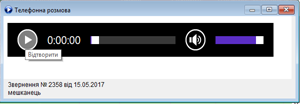 Телефонна розмова
0:00:00
Відтворити
Звернення № 2358 від 15.05.2017
мешканець